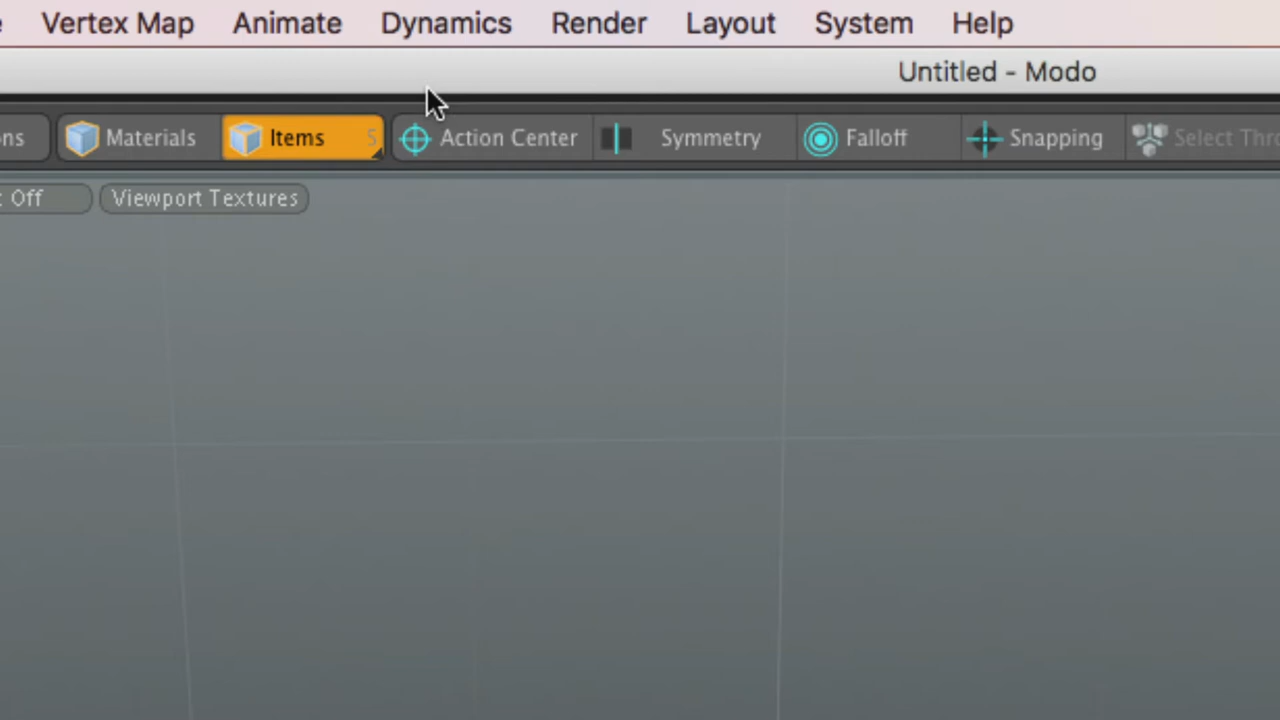 Vertex Map Animate Dynamics Render Layout System Help
Untitled - Modo
Materials Items 5 Action Center Symmetry Falloff Snapping Select
Off Viewport Textures